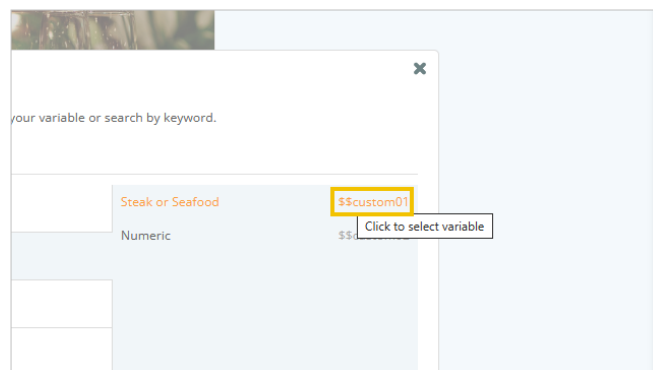 your variable or search by keyword.
Steak or Seafood $$custom01
Click to select variable
Numeric